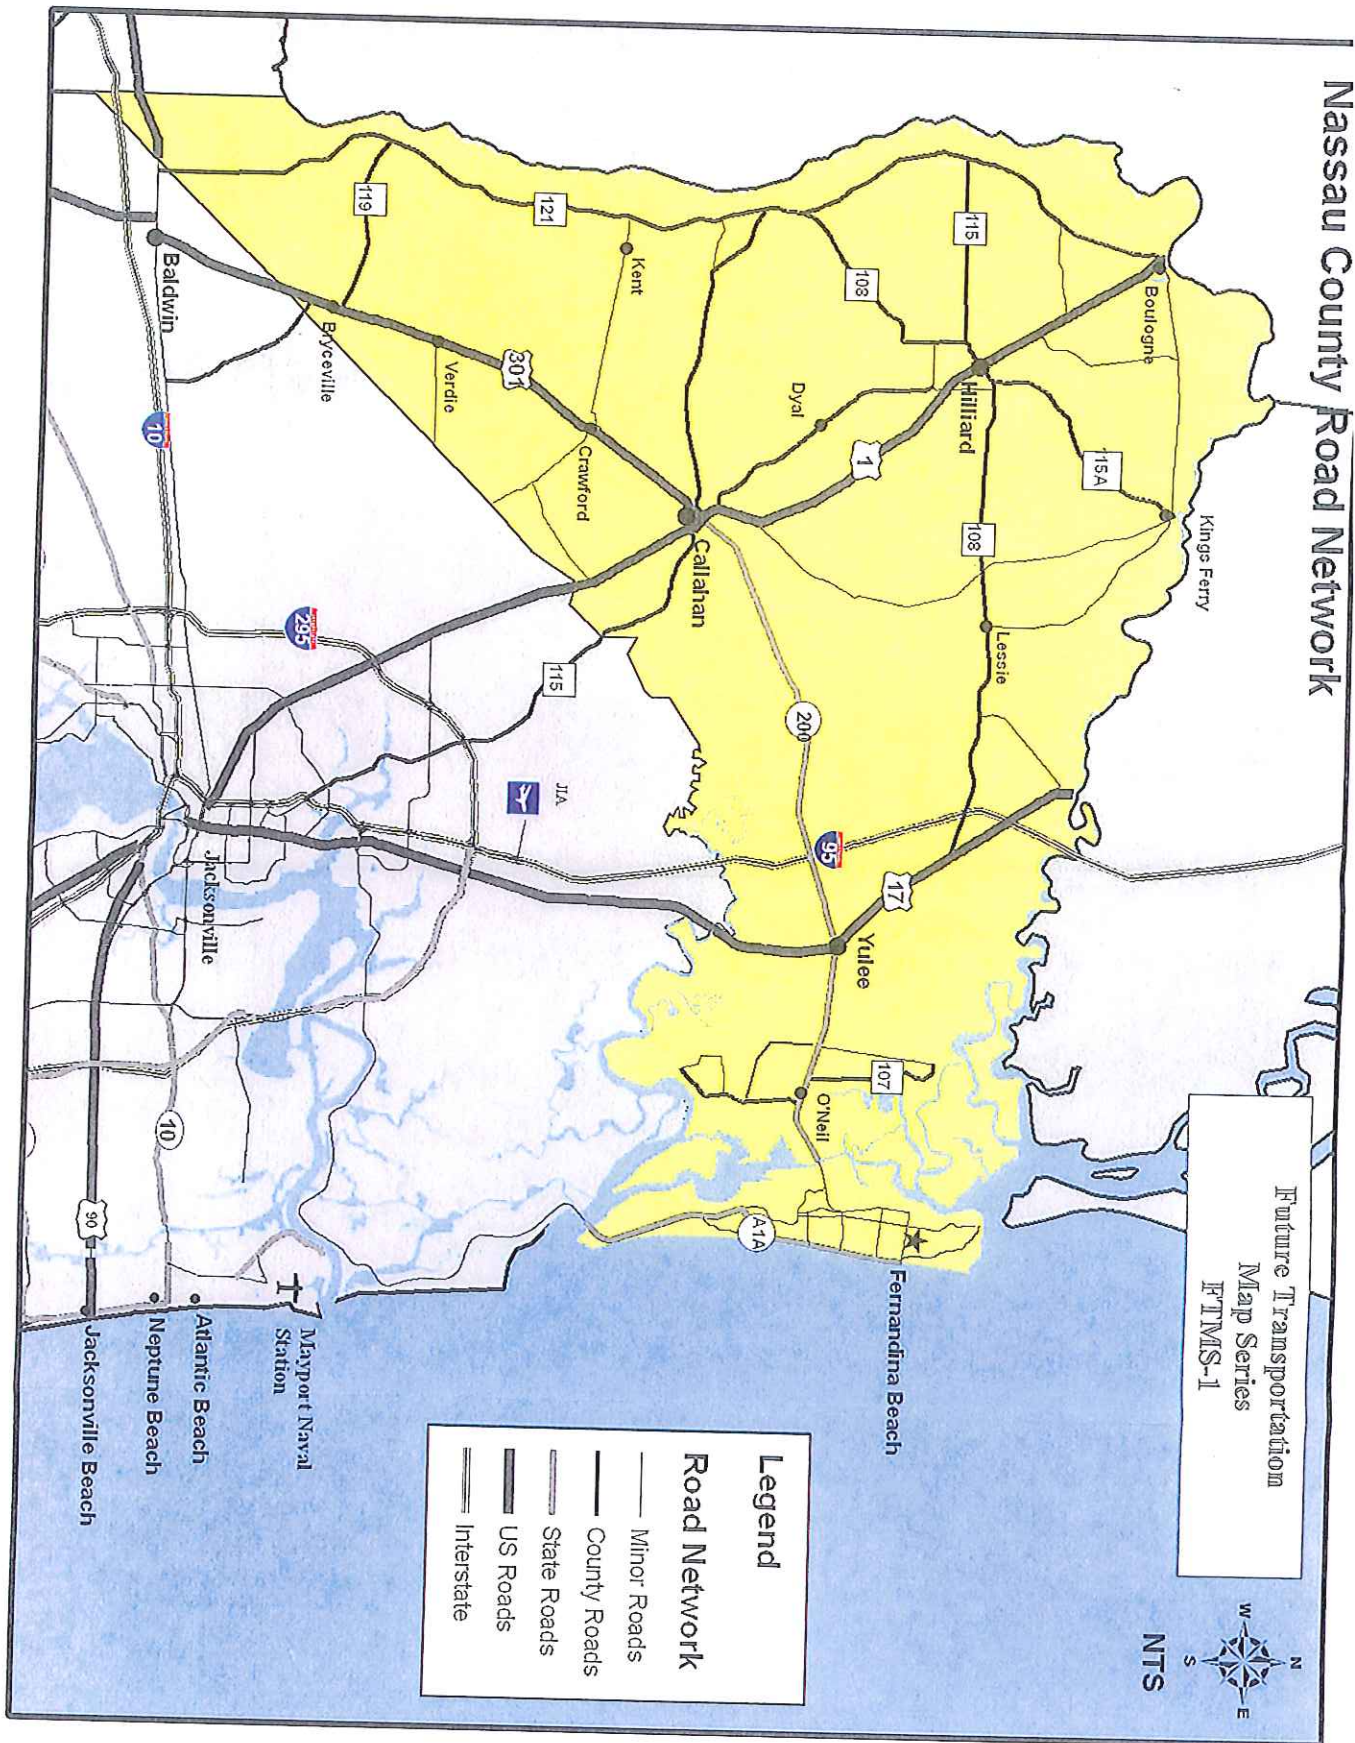 Nassau County Road Network
Future Transportation
Map Series
FTMS-1
N
W
E
S
NTS
Boulogne
Kings Ferry
115
115A
Hilliard
108
108
Lessie
Dyal
1
121
Kent
119
301
Crawford
Verdie
Bryceville
Baldwin
10
Callahan
200
95
17
Yulee
107
O'Neil
A1A
Fernandina Beach
115
295
JIA
Jacksonville
10
90
Mayport Naval
Station
Atlantic Beach
Neptune Beach
Jacksonville Beach
Legend
Road Network
Minor Roads
County Roads
State Roads
US Roads
Interstate